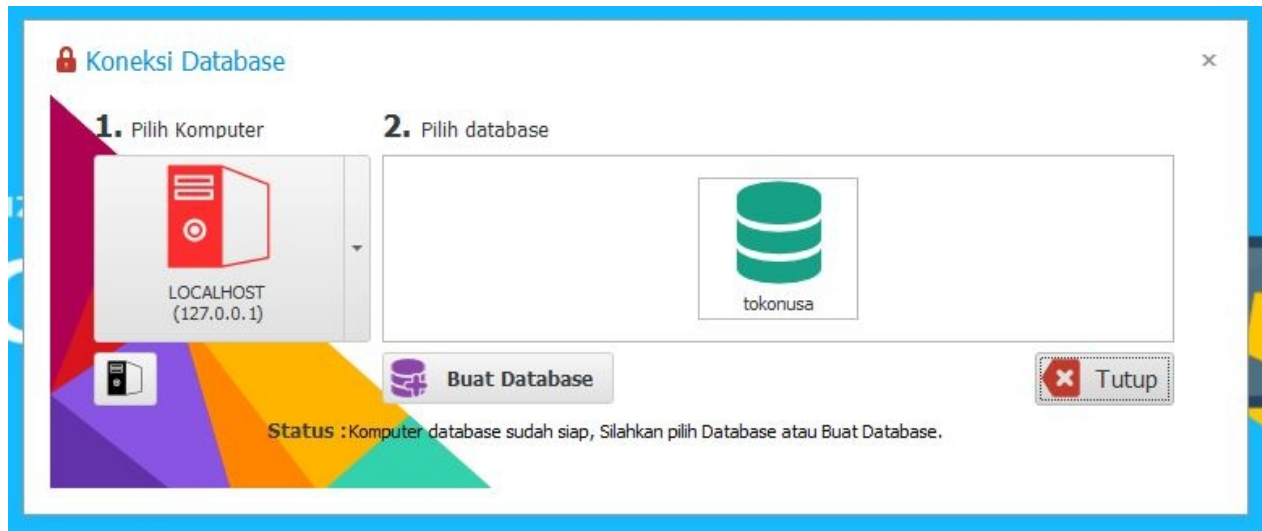 Koneksi Database
1. Pilih Komputer
2. Pilih database
LOCALHOST
(127.0.0.1)
tokonusa
Buat Database
Tutup
Status :Komputer database sudah siap, Silahkan pilih Database atau Buat Database.